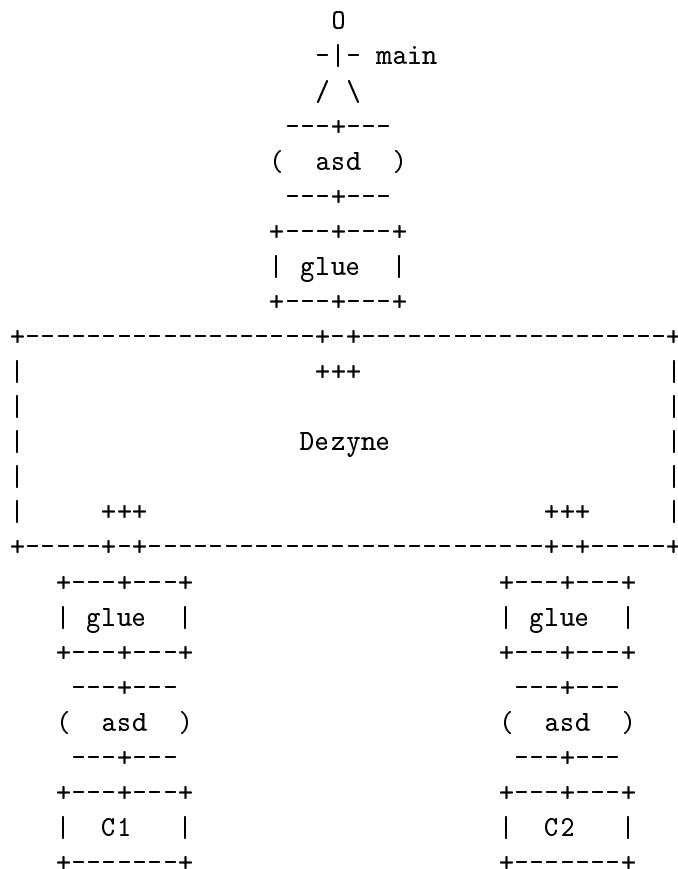 O
-|- main
/ \
---+---
(  asd  )
---+---
+---+---+
| glue  |
+---+---+
+-------------------+-+--------------------+
|                   +++                    |
|                                          |
|                  Dezyne                  |
|                                          |
|     +++                          +++     |
+-----+-+--------------------------+-+-----+
+---+---+                    +---+---+
| glue  |                    | glue  |
+---+---+                    +---+---+
---+---                      ---+---
(  asd  )                    (  asd  )
---+---                      ---+---
+---+---+                    +---+---+
|  C1   |                    |  C2   |
+-------+                    +-------+